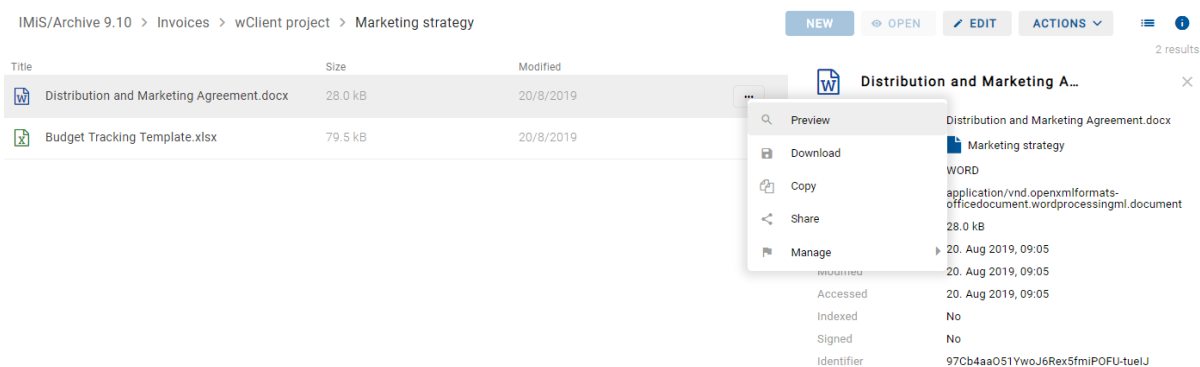 IMiS/Archive 9.10 > Invoices > wClient project > Marketing strategy
NEW OPEN EDIT ACTIONS
2 results
Title Size Modified
Distribution and Marketing Agreement.docx 28.0 kB 20/8/2019 ...
Budget Tracking Template.xlsx 79.5 kB 20/8/2019
Preview
Download
Copy
Share
Manage
Distribution and Marketing A...
Distribution and Marketing Agreement.docx
Marketing strategy
WORD
application/vnd.openxmlformats-
officedocument.wordprocessingml.document
28.0 kB
20. Aug 2019, 09:05
Modified 20. Aug 2019, 09:05
Accessed 20. Aug 2019, 09:05
Indexed No
Signed No
Identifier 97Cb4aaO51YwoJ6Rex5fmiPOFU-tuelJ